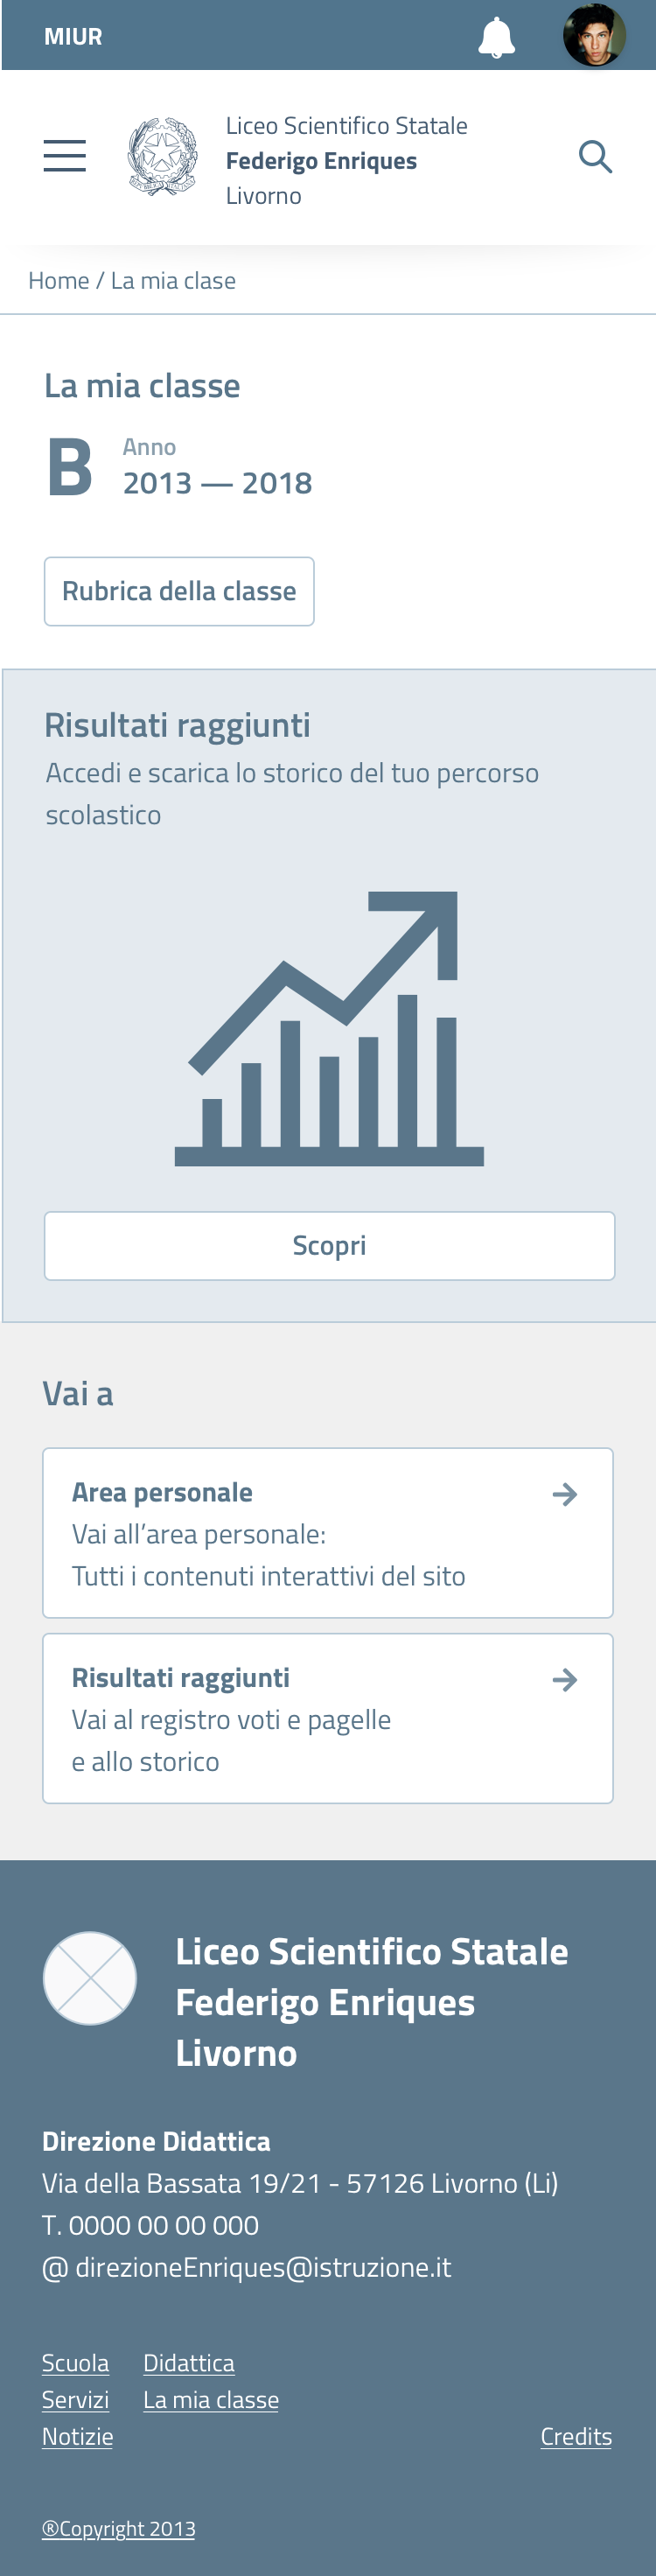 MIUR
Liceo Scientifico Statale
Federigo Enriques
Livorno
Home / La mia clase
La mia classe
B
Anno
2013 — 2018
Rubrica della classe
Risultati raggiunti
Accedi e scarica lo storico del tuo percorso
scolastico
Scopri
Vai a
Area personale
Vai all’area personale:
Tutti i contenuti interattivi del sito
Risultati raggiunti
Vai al registro voti e pagelle
e allo storico
Liceo Scientifico Statale
Federigo Enriques
Livorno
Direzione Didattica
Via della Bassata 19/21 - 57126 Livorno (Li)
T. 0000 00 00 000
@ direzioneEnriques@istruzione.it
Scuola Didattica
Servizi La mia classe
Notizie Credits
®Copyright 2013